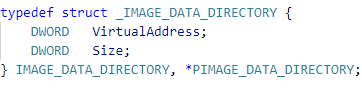 typedef struct _IMAGE_DATA_DIRECTORY {
    DWORD   VirtualAddress;
    DWORD   Size;
} IMAGE_DATA_DIRECTORY, *PIMAGE_DATA_DIRECTORY;